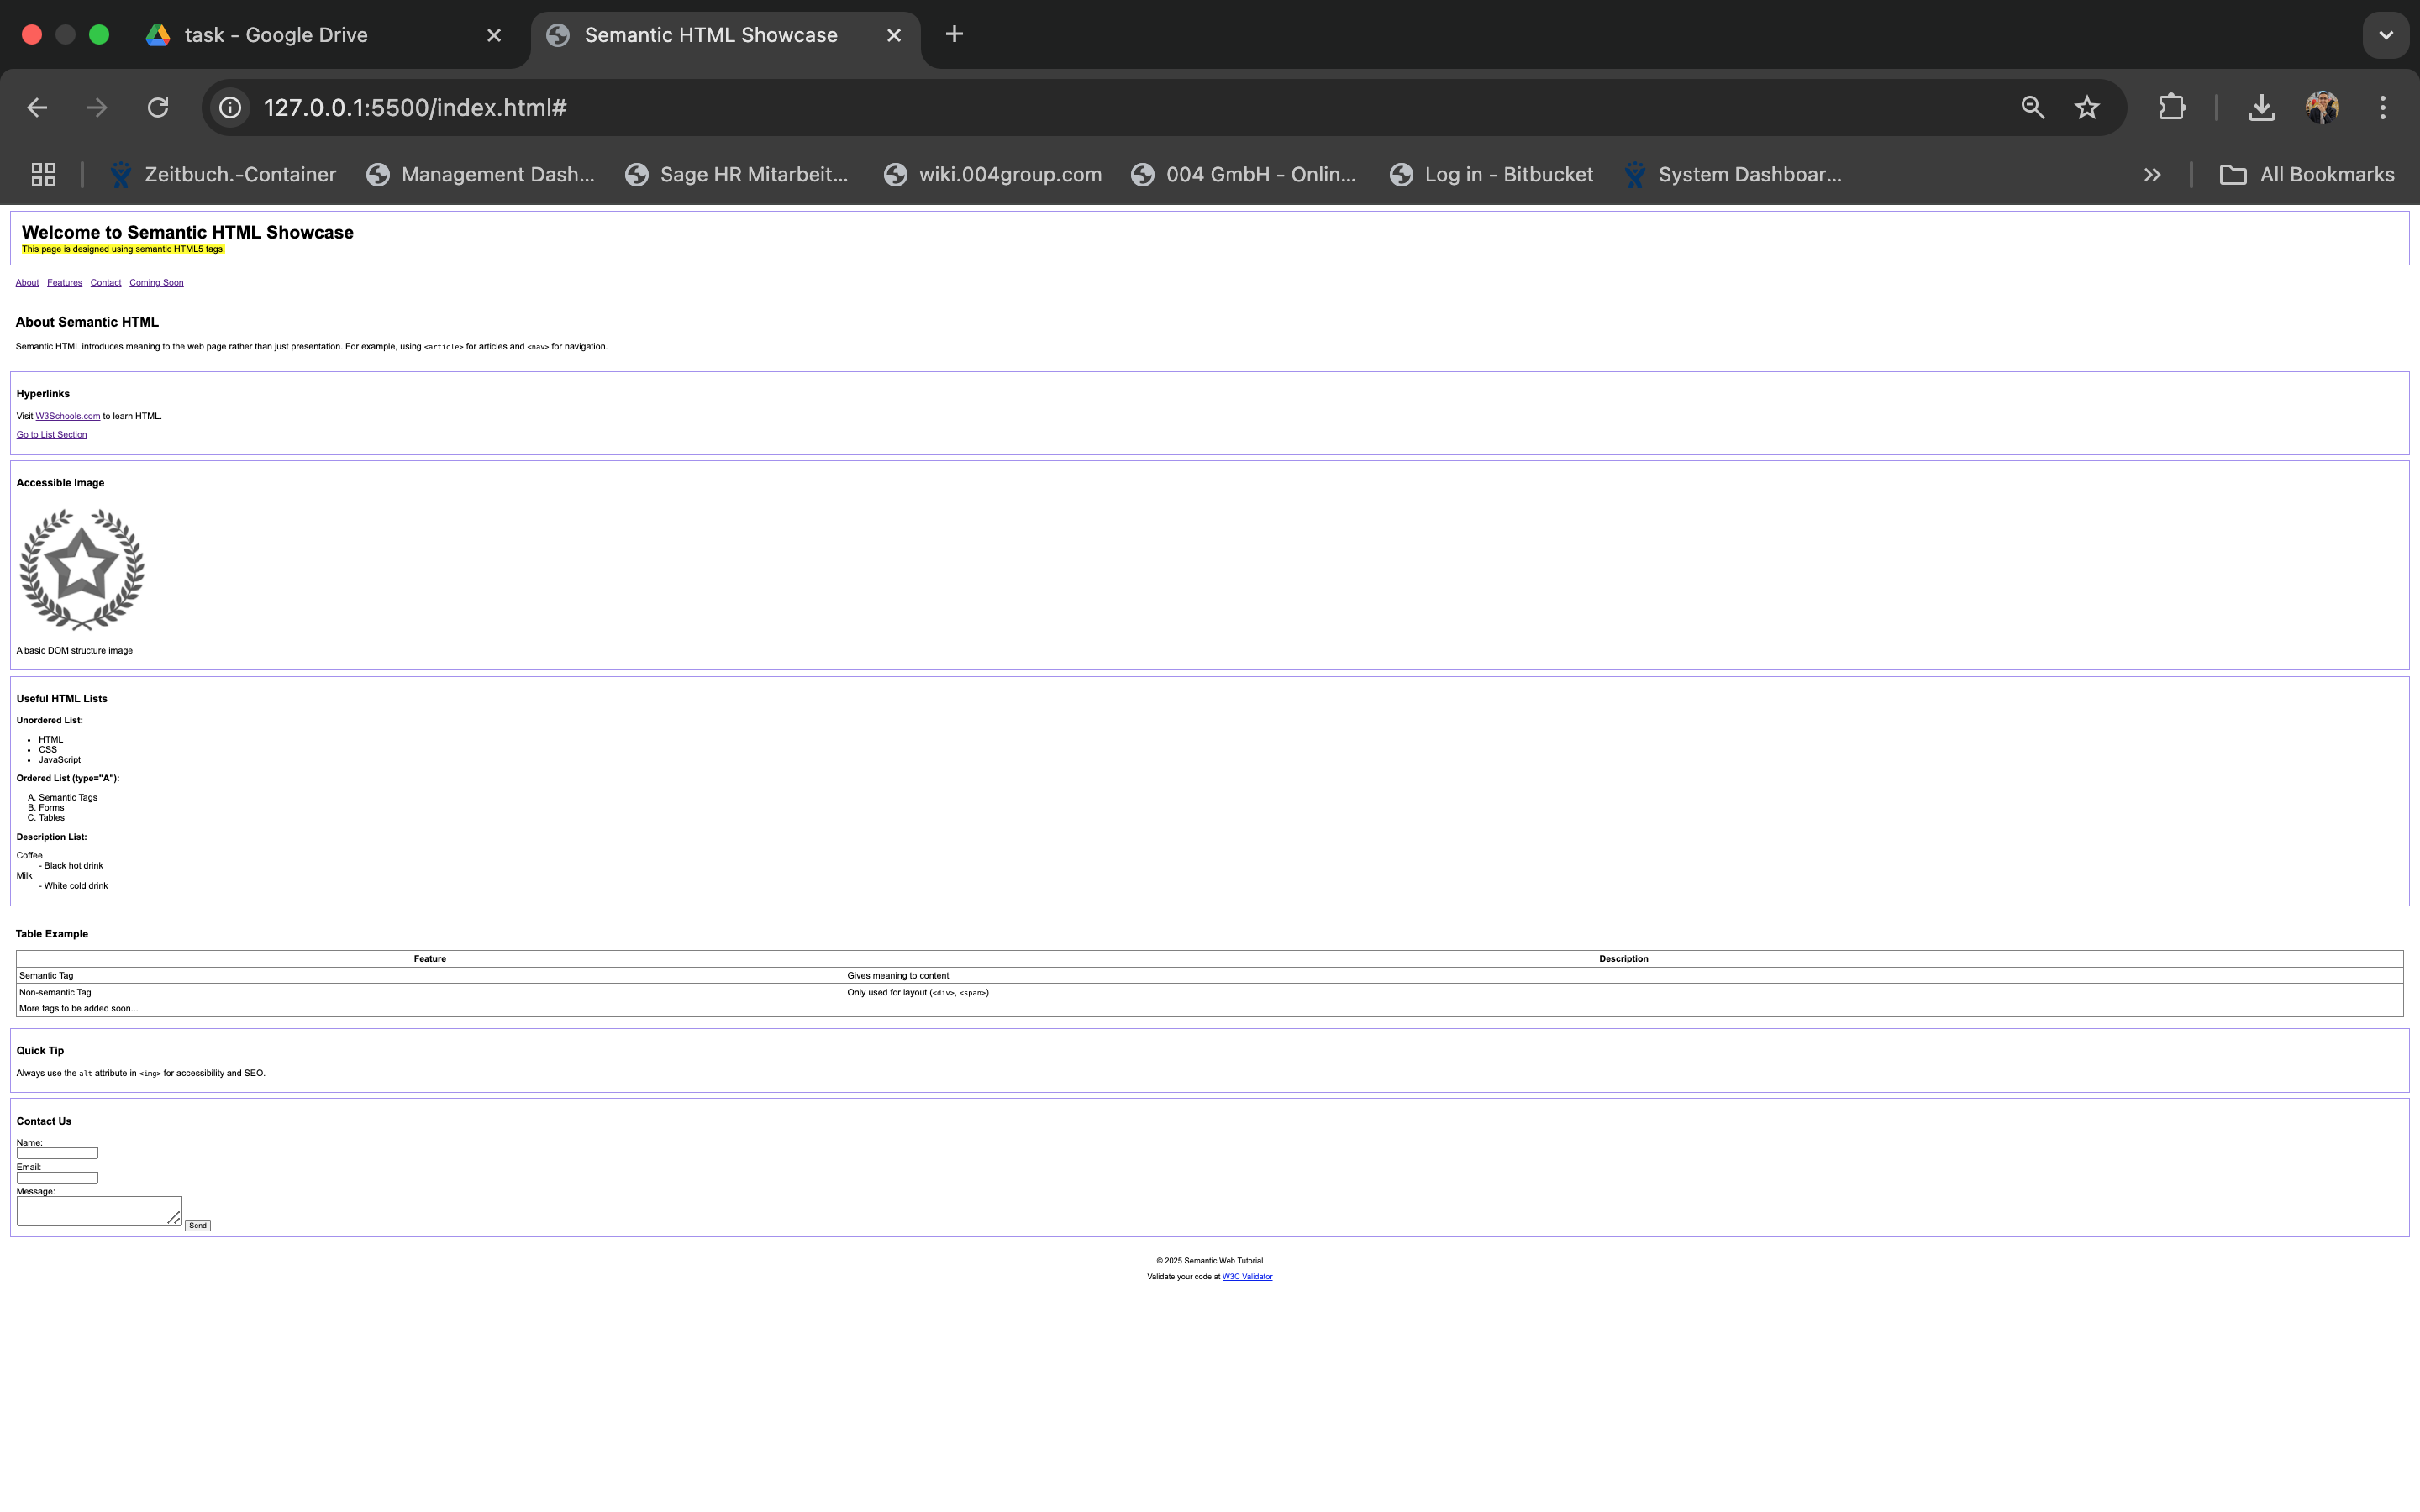 task - Google Drive
Semantic HTML Showcase
127.0.0.1:5500/index.html#
Zeitbuch.-Container Management Dash... Sage HR Mitarbeit... wiki.004group.com 004 GmbH - Onlin... Log in - Bitbucket System Dashboar... All Bookmarks
Welcome to Semantic HTML Showcase
This page is designed using semantic HTML5 tags.
About Features Contact Coming Soon
About Semantic HTML
Semantic HTML introduces meaning to the web page rather than just presentation. For example, using <article> for articles and <nav> for navigation.
Hyperlinks
Visit W3Schools.com to learn HTML.
Go to List Section
Accessible Image
A basic DOM structure image
Useful HTML Lists
Unordered List:
• HTML
• CSS
• JavaScript
Ordered List (type="A"):
A. Semantic Tags
B. Forms
C. Tables
Description List:
Coffee
- Black hot drink
Milk
- White cold drink
Table Example
Feature Description
Semantic Tag Gives meaning to content
Non-semantic Tag Only used for layout (<div>, <span>)
More tags to be added soon...
Quick Tip
Always use the alt attribute in <img> for accessibility and SEO.
Contact Us
Name:
Email:
Message:
Send
© 2025 Semantic Web Tutorial
Validate your code at W3C Validator